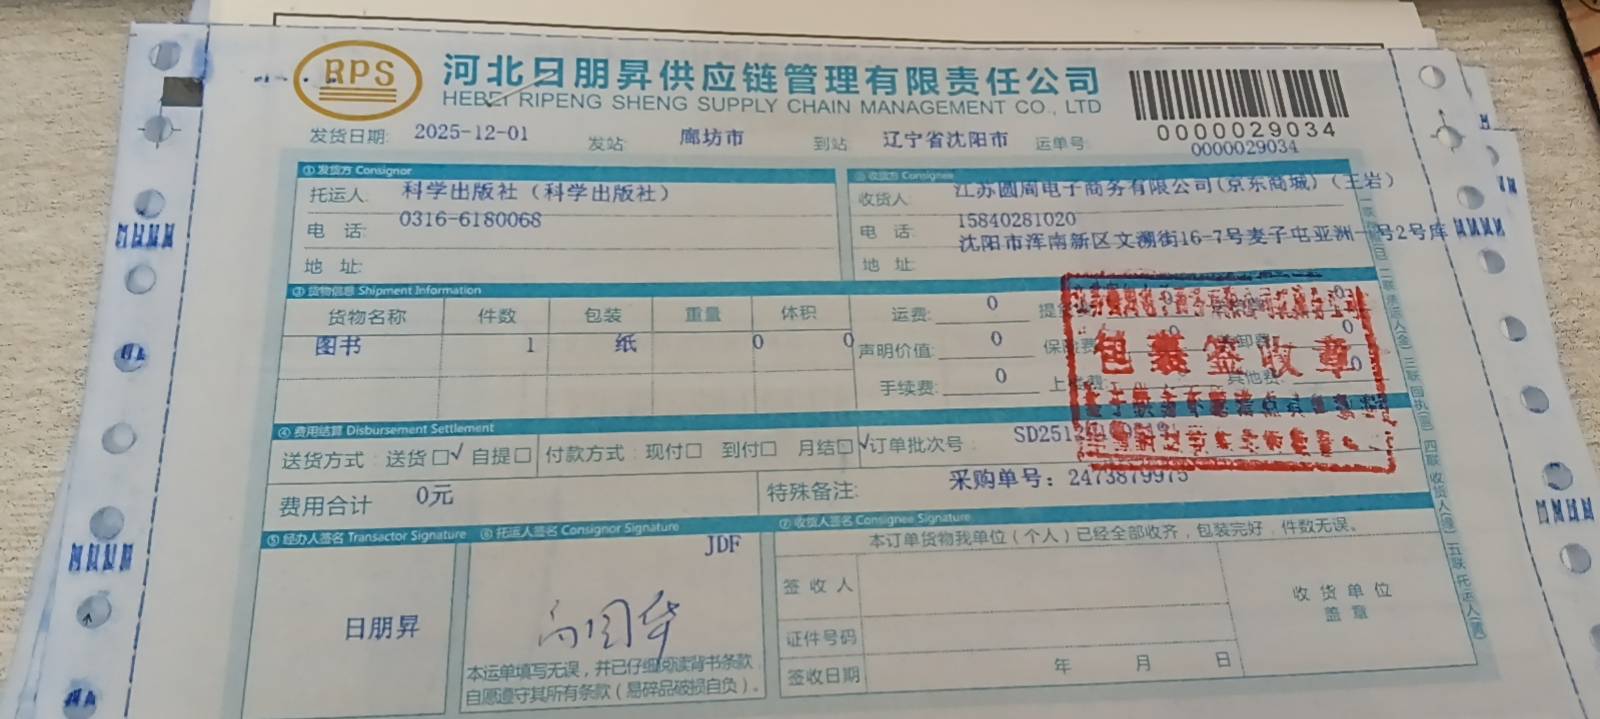 RPS
河北日朋昇供应链管理有限责任公司
HEBEI RIPENG SHENG SUPPLY CHAIN MANAGEMENT CO., LTD
0000029034
发货日期: 2025-12-01 发站: 廊坊市 到站 辽宁省沈阳市 运单号: 0000029034
① 发货方 Consignor
托运人: 科学出版社（科学出版社）
电 话: 0316-6180068
地 址:
② 收货方 Consignee
收货人: 江苏圆周电子商务有限公司(京东商城)（王岩）
电 话: 15840281020
地 址: 沈阳市浑南新区文溯街16-7号麦子屯亚洲一号2号库
③ 货物信息 Shipment Information
货物名称 件数 包装 重量 体积
图书 1 纸 0 0
运费: 0
声明价值: 0 保险费: 0 0
手续费: 0 其他费: 0
包装签收章
④ 费用结算 Disbursement Settlement
送货方式: 送货□√ 自提□ 付款方式: 现付□ 到付□ 月结□√ 订单批次号: SD251
费用合计 0元 特殊备注: 采购单号: 2473879975
⑤ 经办人签名 Transactor Signature
日朋昇
⑥ 托运人签名 Consignor Signature
JDF
本运单填写无误，并已仔细阅读背书条款，
自愿遵守其所有条款（易碎品破损自负）。
⑦ 收货人签名 Consignee Signature
本订单货物我单位（个人）已经全部收齐，包装完好，件数无误。
签 收 人
证件号码
签收日期 年 月 日
收 货 单 位
盖 章